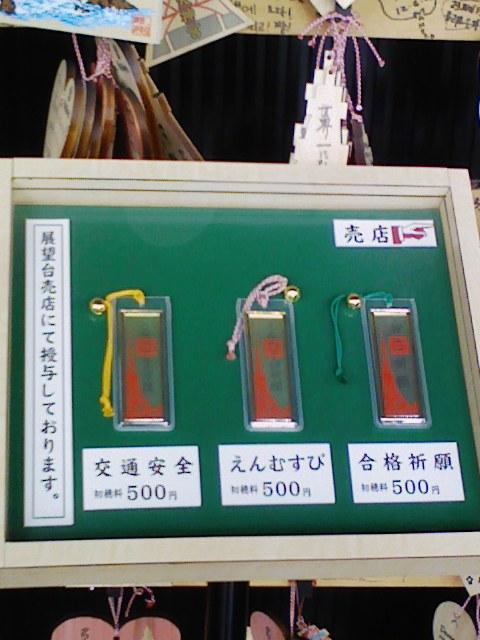 売店
展望台売店にて授与しております。
交通安全
初穂料500円
えんむすび
初穂料500円
合格祈願
初穂料500円